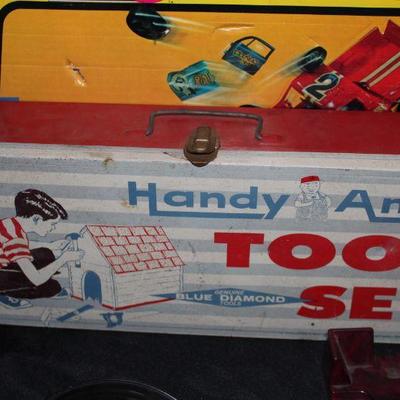 2
Handy An
TOO
SE
GENUINE
BLUE DIAMOND
TOOLS